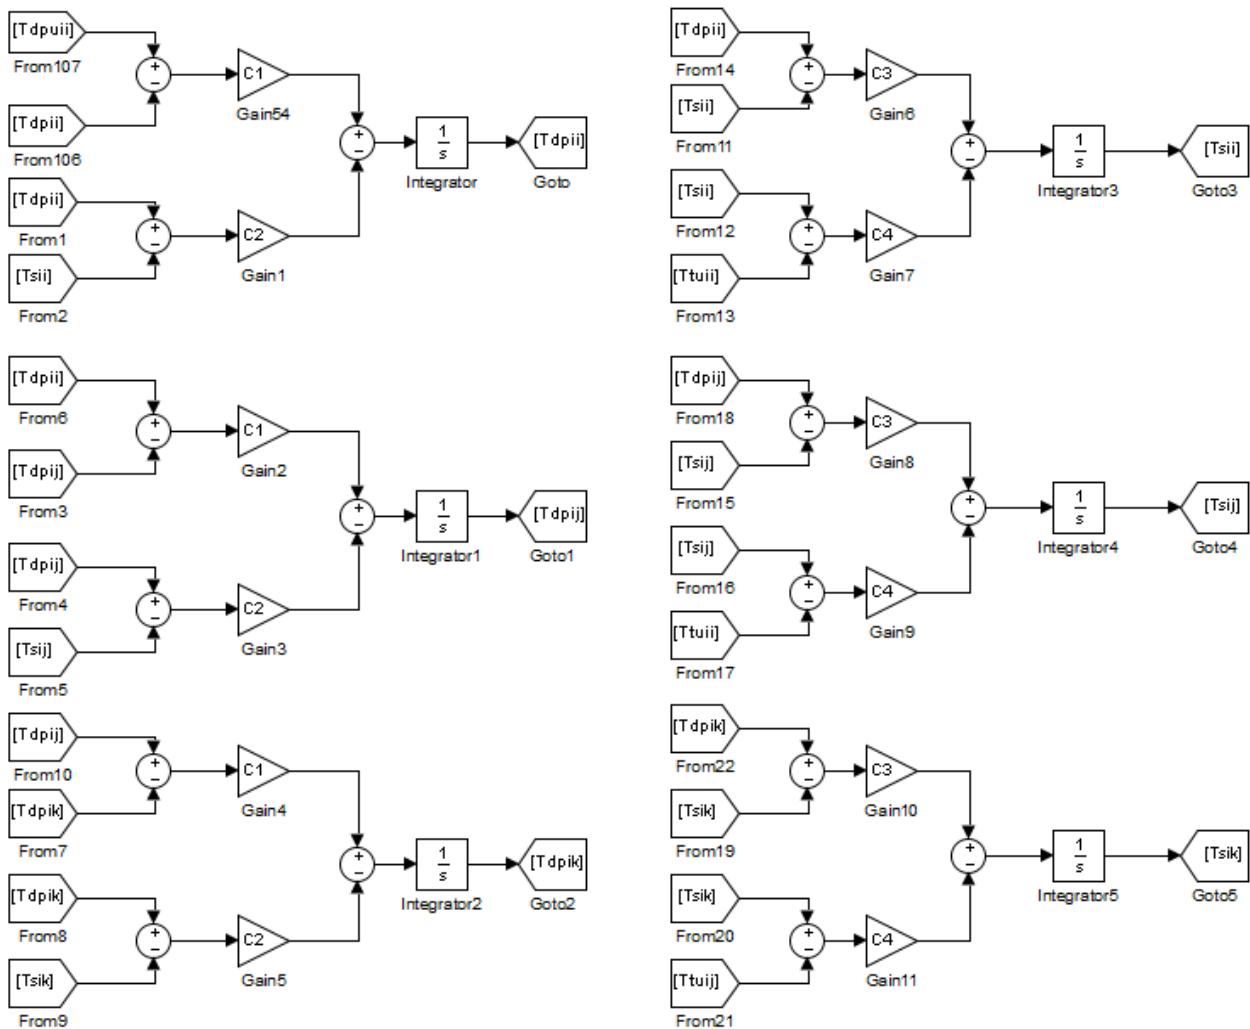 [Tdpuii]
From107
+
−
C1
Gain54
[Tdpii]
From106
+
−
1
s
Integrator
[Tdpii]
Goto
[Tdpii]
From1
+
−
C2
Gain1
[Tsii]
From2
[Tdpii]
From14
+
−
C3
Gain6
[Tsii]
From11
+
−
1
s
Integrator3
[Tsii]
Goto3
[Tsii]
From12
+
−
C4
Gain7
[Ttuii]
From13
[Tdpii]
From6
+
−
C1
Gain2
[Tdpij]
From3
+
−
1
s
Integrator1
[Tdpij]
Goto1
[Tdpij]
From4
+
−
C2
Gain3
[Tsij]
From5
[Tdpij]
From18
+
−
C3
Gain8
[Tsij]
From15
+
−
1
s
Integrator4
[Tsij]
Goto4
[Tsij]
From16
+
−
C4
Gain9
[Ttuii]
From17
[Tdpij]
From10
+
−
C1
Gain4
[Tdpik]
From7
+
−
1
s
Integrator2
[Tdpik]
Goto2
[Tdpik]
From8
+
−
C2
Gain5
[Tsik]
From9
[Tdpik]
From22
+
−
C3
Gain10
[Tsik]
From19
+
−
1
s
Integrator5
[Tsik]
Goto5
[Tsik]
From20
+
−
C4
Gain11
[Ttuij]
From21